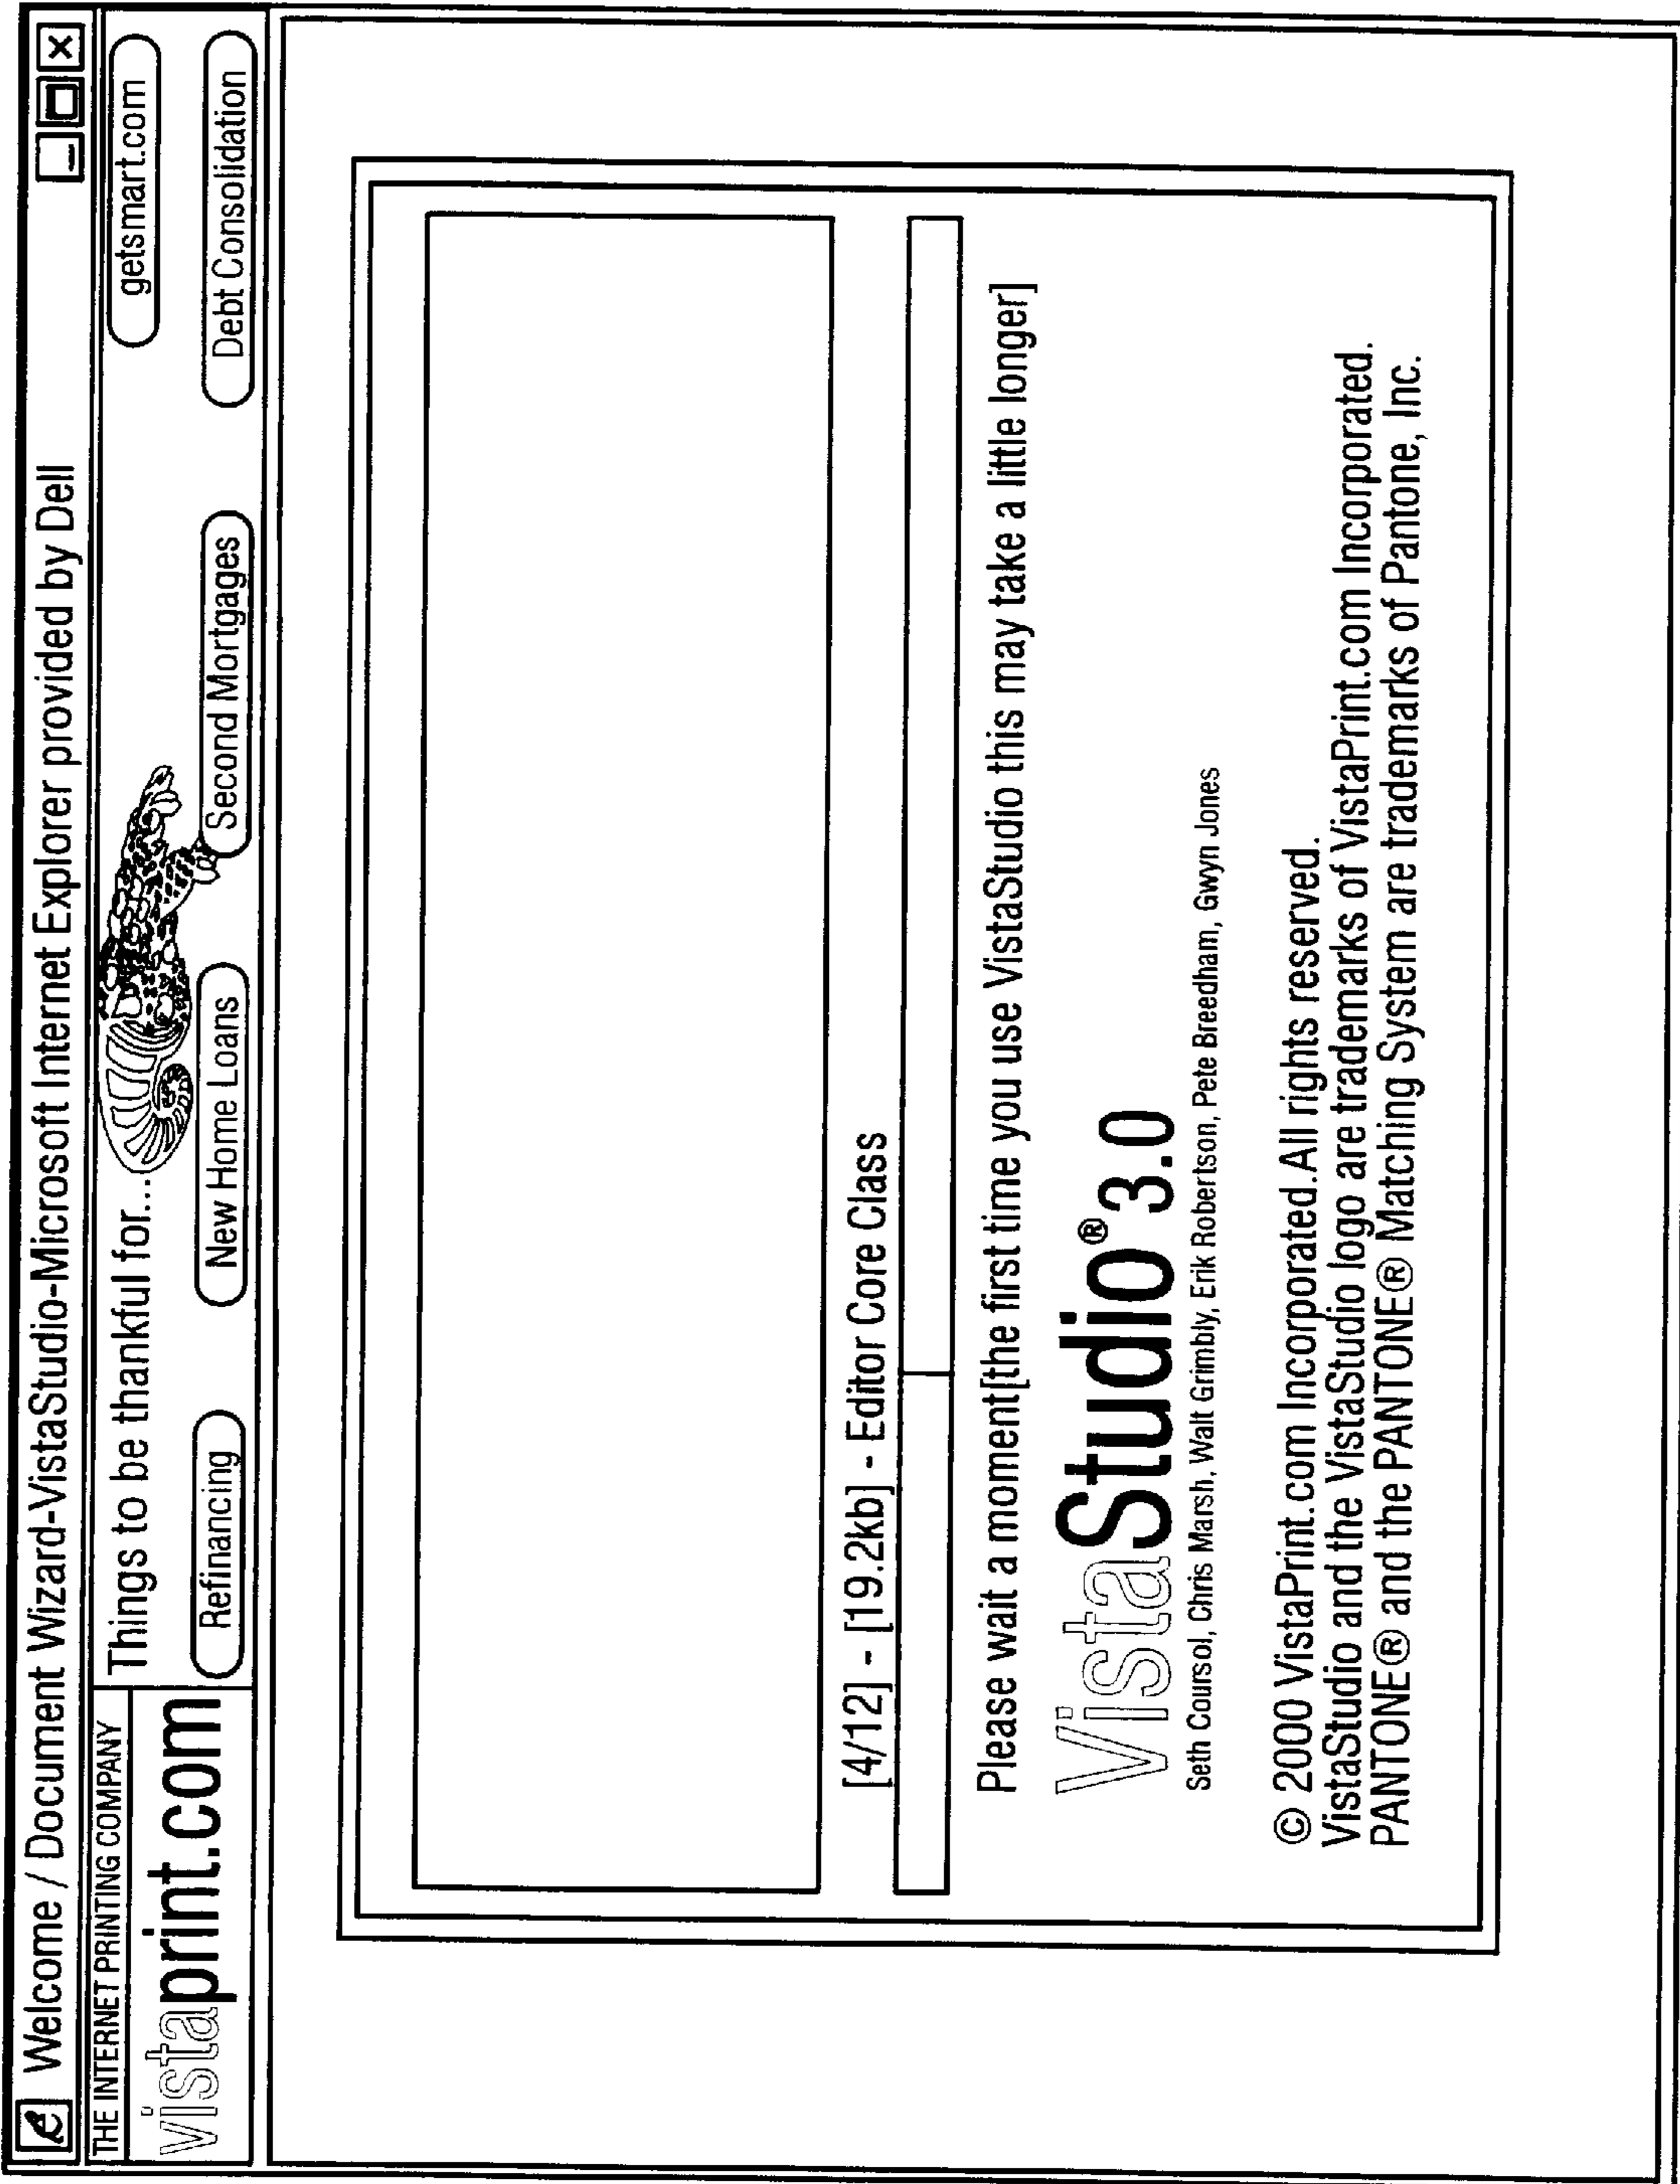 Welcome / Document Wizard-VistaStudio-Microsoft Internet Explorer provided by Dell
THE INTERNET PRINTING COMPANY
vistaprint.com
Things to be thankful for...
getsmart.com
Refinancing
New Home Loans
Second Mortgages
Debt Consolidation
[4/12] - [19.2kb] - Editor Core Class
Please wait a moment[the first time you use VistaStudio this may take a little longer]
VistaStudio® 3.0
Seth Coursol, Chris Marsh, Walt Grimbly, Erik Robertson, Pete Breedham, Gwyn Jones
© 2000 VistaPrint.com Incorporated.All rights reserved.
VistaStudio and the VistaStudio logo are trademarks of VistaPrint.com Incorporated.
PANTONE® and the PANTONE® Matching System are trademarks of Pantone, Inc.